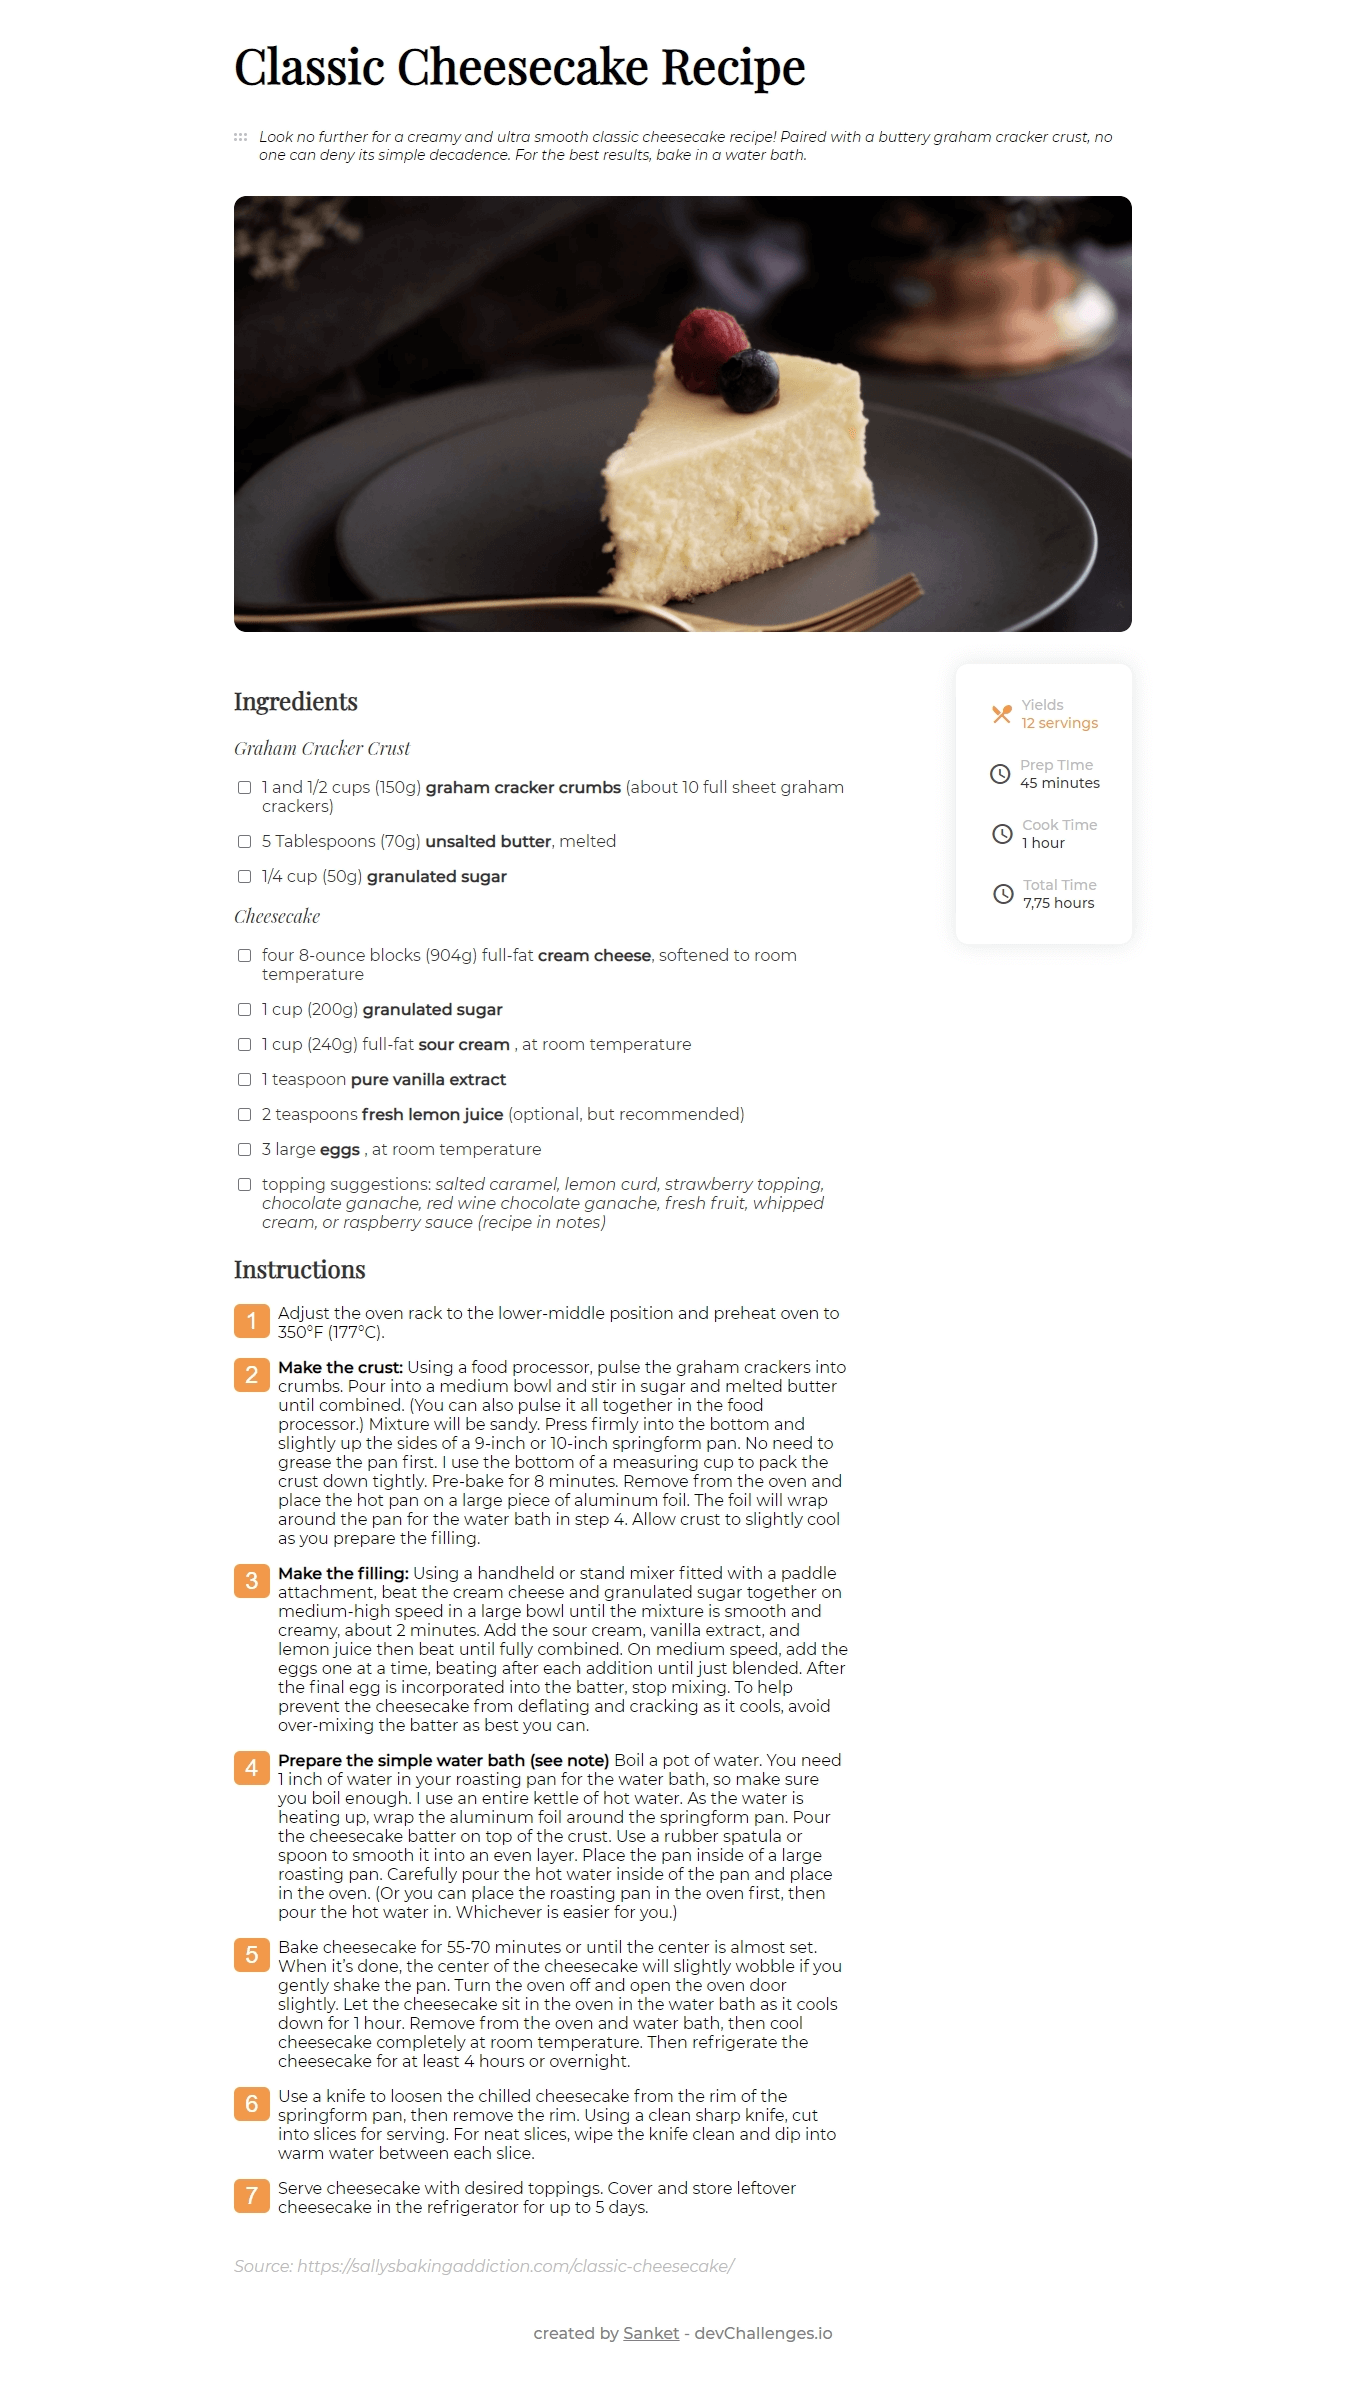 Classic Cheesecake Recipe
Look no further for a creamy and ultra smooth classic cheesecake recipe! Paired with a buttery graham cracker crust, no
one can deny its simple decadence. For the best results, bake in a water bath.
Ingredients
Graham Cracker Crust
1 and 1/2 cups (150g) graham cracker crumbs (about 10 full sheet graham
crackers)
5 Tablespoons (70g) unsalted butter, melted
1/4 cup (50g) granulated sugar
Cheesecake
four 8-ounce blocks (904g) full-fat cream cheese, softened to room
temperature
1 cup (200g) granulated sugar
1 cup (240g) full-fat sour cream , at room temperature
1 teaspoon pure vanilla extract
2 teaspoons fresh lemon juice (optional, but recommended)
3 large eggs , at room temperature
topping suggestions: salted caramel, lemon curd, strawberry topping,
chocolate ganache, red wine chocolate ganache, fresh fruit, whipped
cream, or raspberry sauce (recipe in notes)
Yields
12 servings
Prep TIme
45 minutes
Cook Time
1 hour
Total Time
7,75 hours
Instructions
1 Adjust the oven rack to the lower-middle position and preheat oven to
350°F (177°C).
2 Make the crust: Using a food processor, pulse the graham crackers into
crumbs. Pour into a medium bowl and stir in sugar and melted butter
until combined. (You can also pulse it all together in the food
processor.) Mixture will be sandy. Press firmly into the bottom and
slightly up the sides of a 9-inch or 10-inch springform pan. No need to
grease the pan first. I use the bottom of a measuring cup to pack the
crust down tightly. Pre-bake for 8 minutes. Remove from the oven and
place the hot pan on a large piece of aluminum foil. The foil will wrap
around the pan for the water bath in step 4. Allow crust to slightly cool
as you prepare the filling.
3 Make the filling: Using a handheld or stand mixer fitted with a paddle
attachment, beat the cream cheese and granulated sugar together on
medium-high speed in a large bowl until the mixture is smooth and
creamy, about 2 minutes. Add the sour cream, vanilla extract, and
lemon juice then beat until fully combined. On medium speed, add the
eggs one at a time, beating after each addition until just blended. After
the final egg is incorporated into the batter, stop mixing. To help
prevent the cheesecake from deflating and cracking as it cools, avoid
over-mixing the batter as best you can.
4 Prepare the simple water bath (see note) Boil a pot of water. You need
1 inch of water in your roasting pan for the water bath, so make sure
you boil enough. I use an entire kettle of hot water. As the water is
heating up, wrap the aluminum foil around the springform pan. Pour
the cheesecake batter on top of the crust. Use a rubber spatula or
spoon to smooth it into an even layer. Place the pan inside of a large
roasting pan. Carefully pour the hot water inside of the pan and place
in the oven. (Or you can place the roasting pan in the oven first, then
pour the hot water in. Whichever is easier for you.)
5 Bake cheesecake for 55-70 minutes or until the center is almost set.
When it’s done, the center of the cheesecake will slightly wobble if you
gently shake the pan. Turn the oven off and open the oven door
slightly. Let the cheesecake sit in the oven in the water bath as it cools
down for 1 hour. Remove from the oven and water bath, then cool
cheesecake completely at room temperature. Then refrigerate the
cheesecake for at least 4 hours or overnight.
6 Use a knife to loosen the chilled cheesecake from the rim of the
springform pan, then remove the rim. Using a clean sharp knife, cut
into slices for serving. For neat slices, wipe the knife clean and dip into
warm water between each slice.
7 Serve cheesecake with desired toppings. Cover and store leftover
cheesecake in the refrigerator for up to 5 days.
Source: https://sallysbakingaddiction.com/classic-cheesecake/
created by Sanket - devChallenges.io